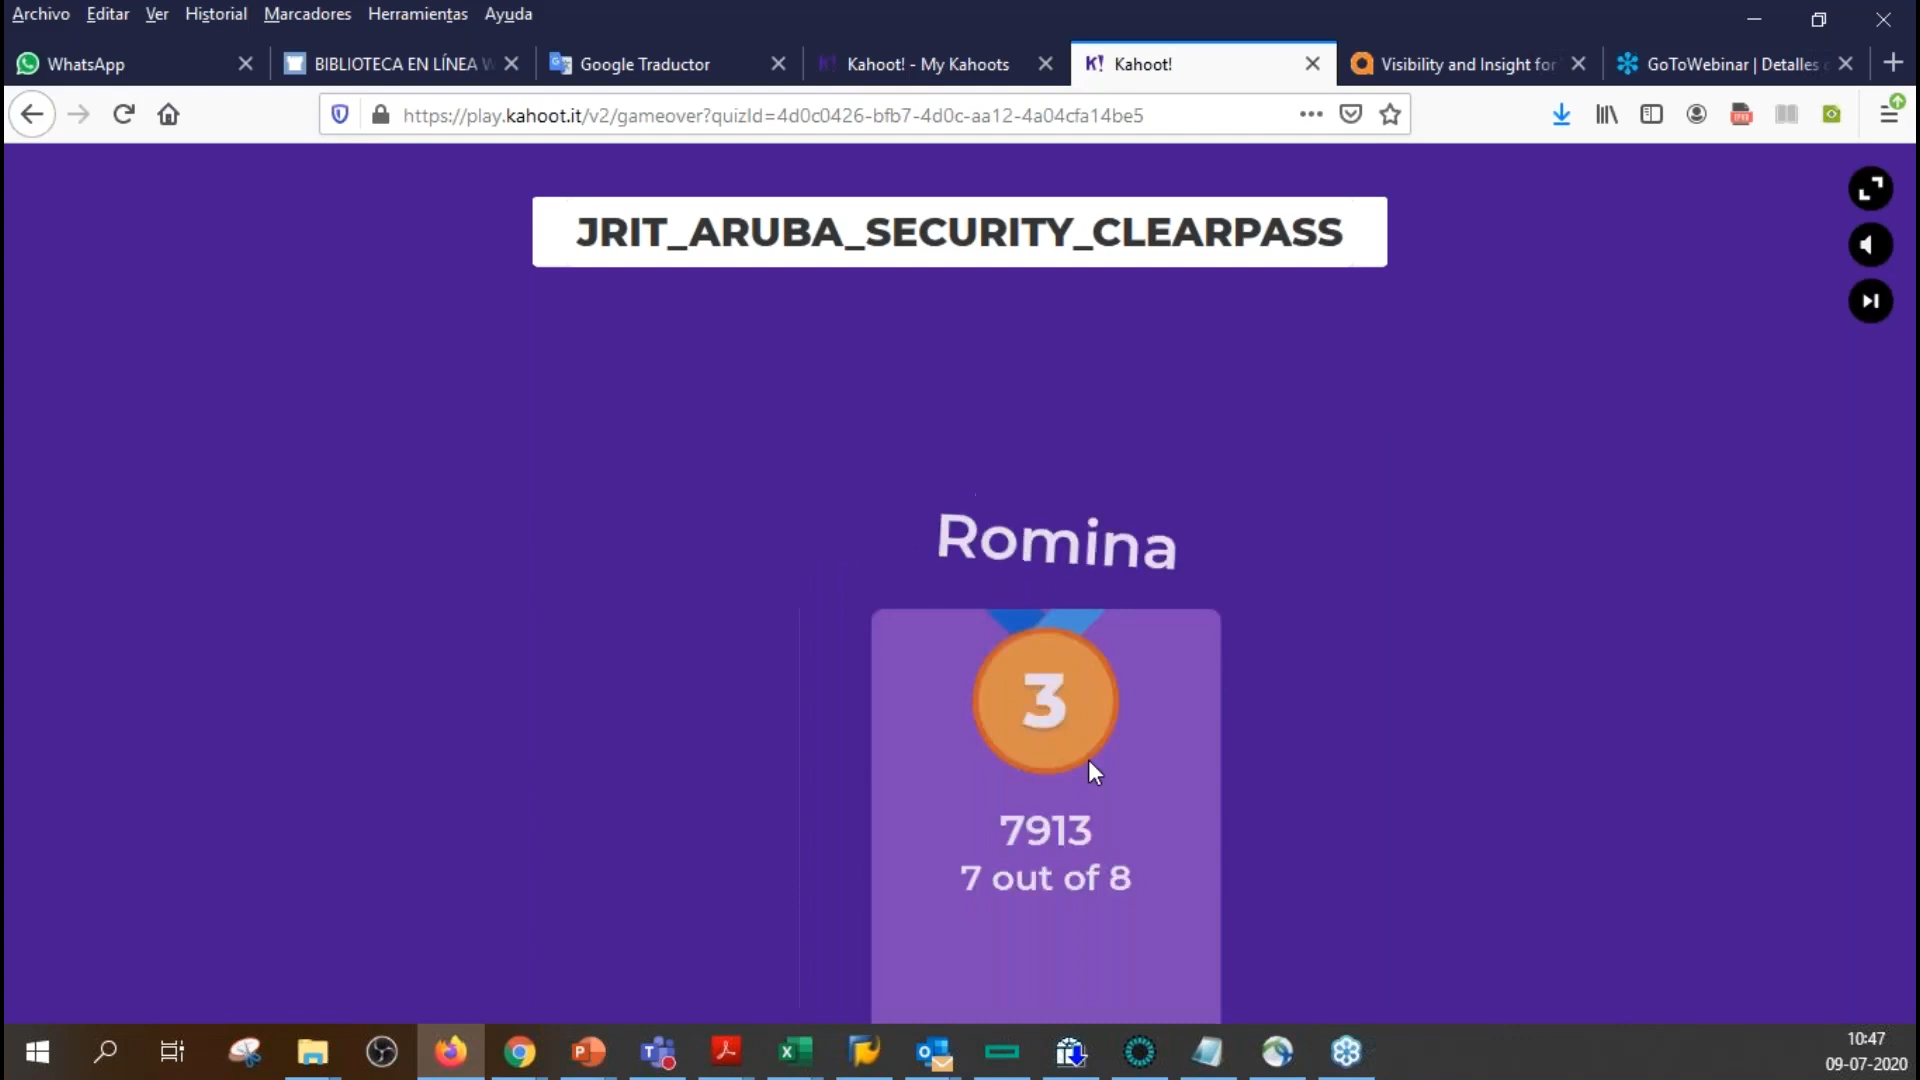 Archivo Editar Ver Historial Marcadores Herramientas Ayuda
WhatsApp
BIBLIOTECA EN LÍNEA
Google Traductor
Kahoot! - My Kahoots
Kahoot!
Visibility and Insight for
GoToWebinar | Detalles
https://play.kahoot.it/v2/gameover?quizId=4d0c0426-bfb7-4d0c-aa12-4a04cfa14be5
JRIT_ARUBA_SECURITY_CLEARPASS
Romina
3
7913
7 out of 8
10:47
09-07-2020